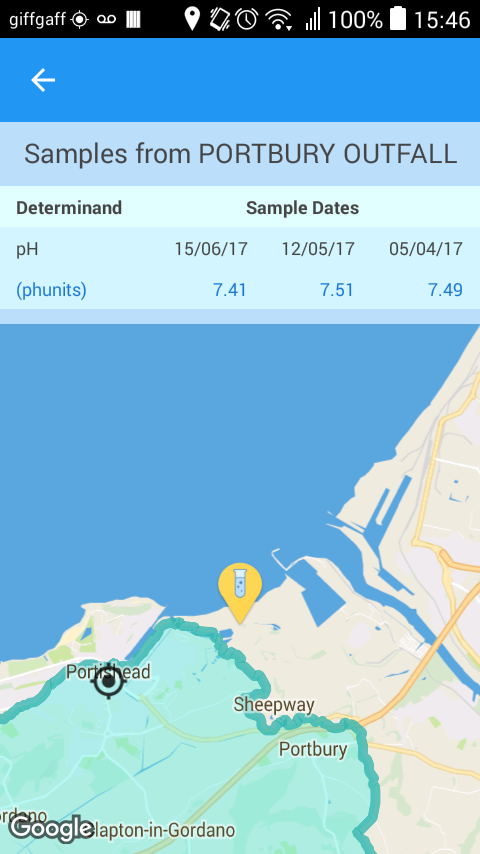 giffgaff 100% 15:46
Samples from PORTBURY OUTFALL
Determinand Sample Dates
pH 15/06/17 12/05/17 05/04/17
(phunits) 7.41 7.51 7.49
Portishead
Sheepway
Portbury
Google
lapton-in-Gordano